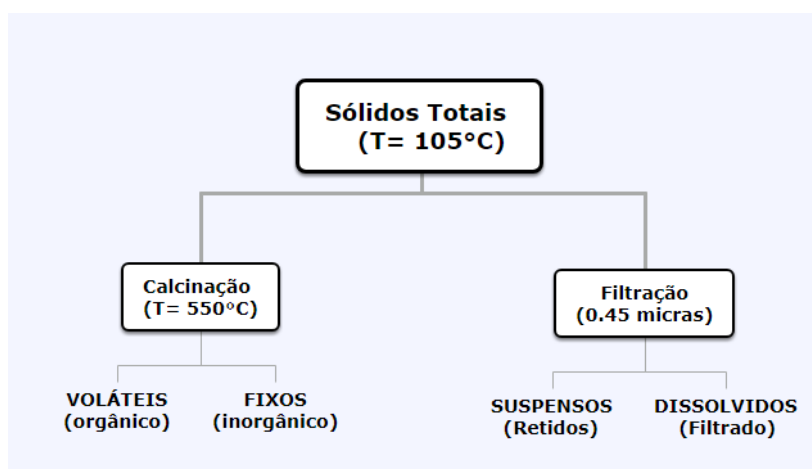 Sólidos Totais
(T= 105°C)
Calcinação
(T= 550°C)
Filtração
(0.45 micras)
VOLÁTEIS
(orgânico)
FIXOS
(inorgânico)
SUSPENSOS
(Retidos)
DISSOLVIDOS
(Filtrado)